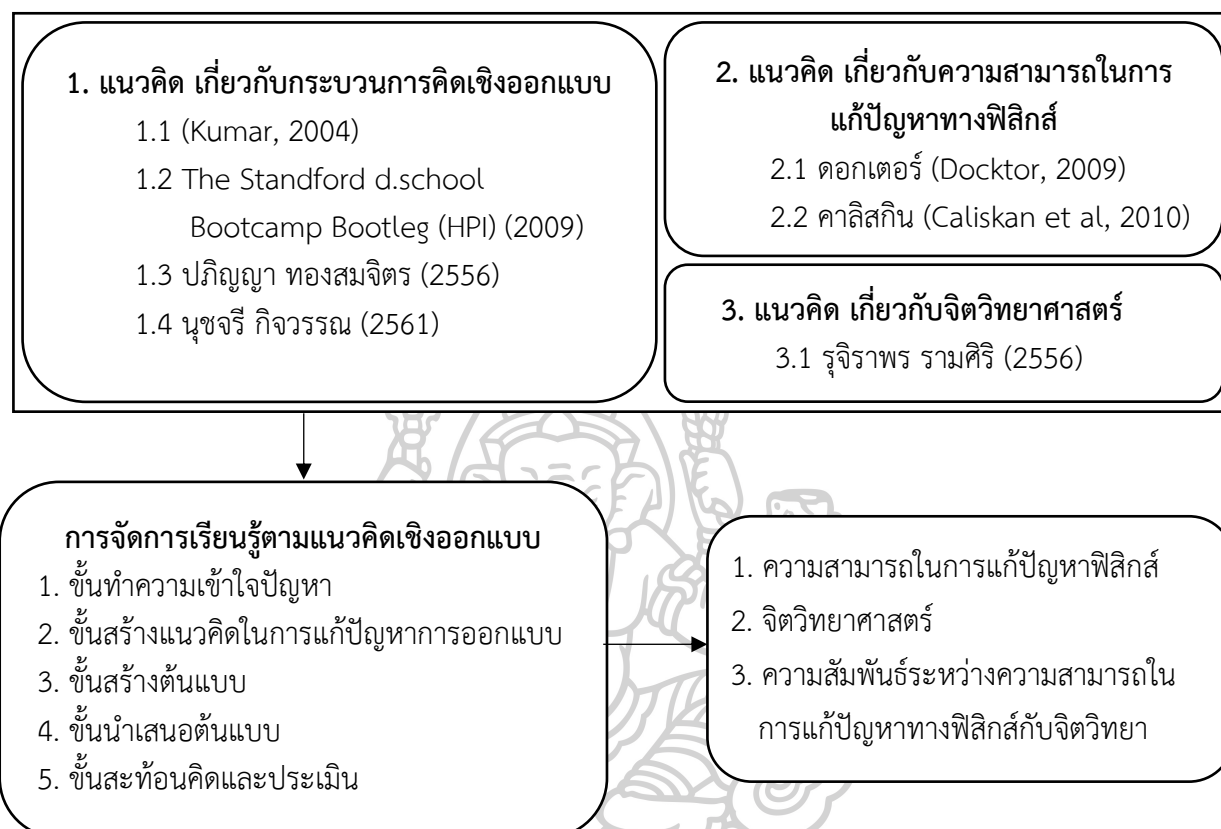 1. แนวคิด เกี่ยวกับกระบวนการคิดเชิงออกแบบ
1.1 (Kumar, 2004)
1.2 The Standford d.school
Bootcamp Bootleg (HPI) (2009)
1.3 ปภิญญา ทองสมจิตร (2556)
1.4 นุชจรี กิจวรรณ (2561)
2. แนวคิด เกี่ยวกับความสามารถในการ
แก้ปัญหาทางฟิสิกส์
2.1 ดอกเตอร์ (Docktor, 2009)
2.2 คาลิสกิน (Caliskan et al, 2010)
3. แนวคิด เกี่ยวกับจิตวิทยาศาสตร์
3.1 รุจิราพร รามศิริ (2556)
การจัดการเรียนรู้ตามแนวคิดเชิงออกแบบ
1. ขั้นทำความเข้าใจปัญหา
2. ขั้นสร้างแนวคิดในการแก้ปัญหาการออกแบบ
3. ขั้นสร้างต้นแบบ
4. ขั้นนำเสนอต้นแบบ
5. ขั้นสะท้อนคิดและประเมิน
1. ความสามารถในการแก้ปัญหาฟิสิกส์
2. จิตวิทยาศาสตร์
3. ความสัมพันธ์ระหว่างความสามารถใน
การแก้ปัญหาทางฟิสิกส์กับจิตวิทยา